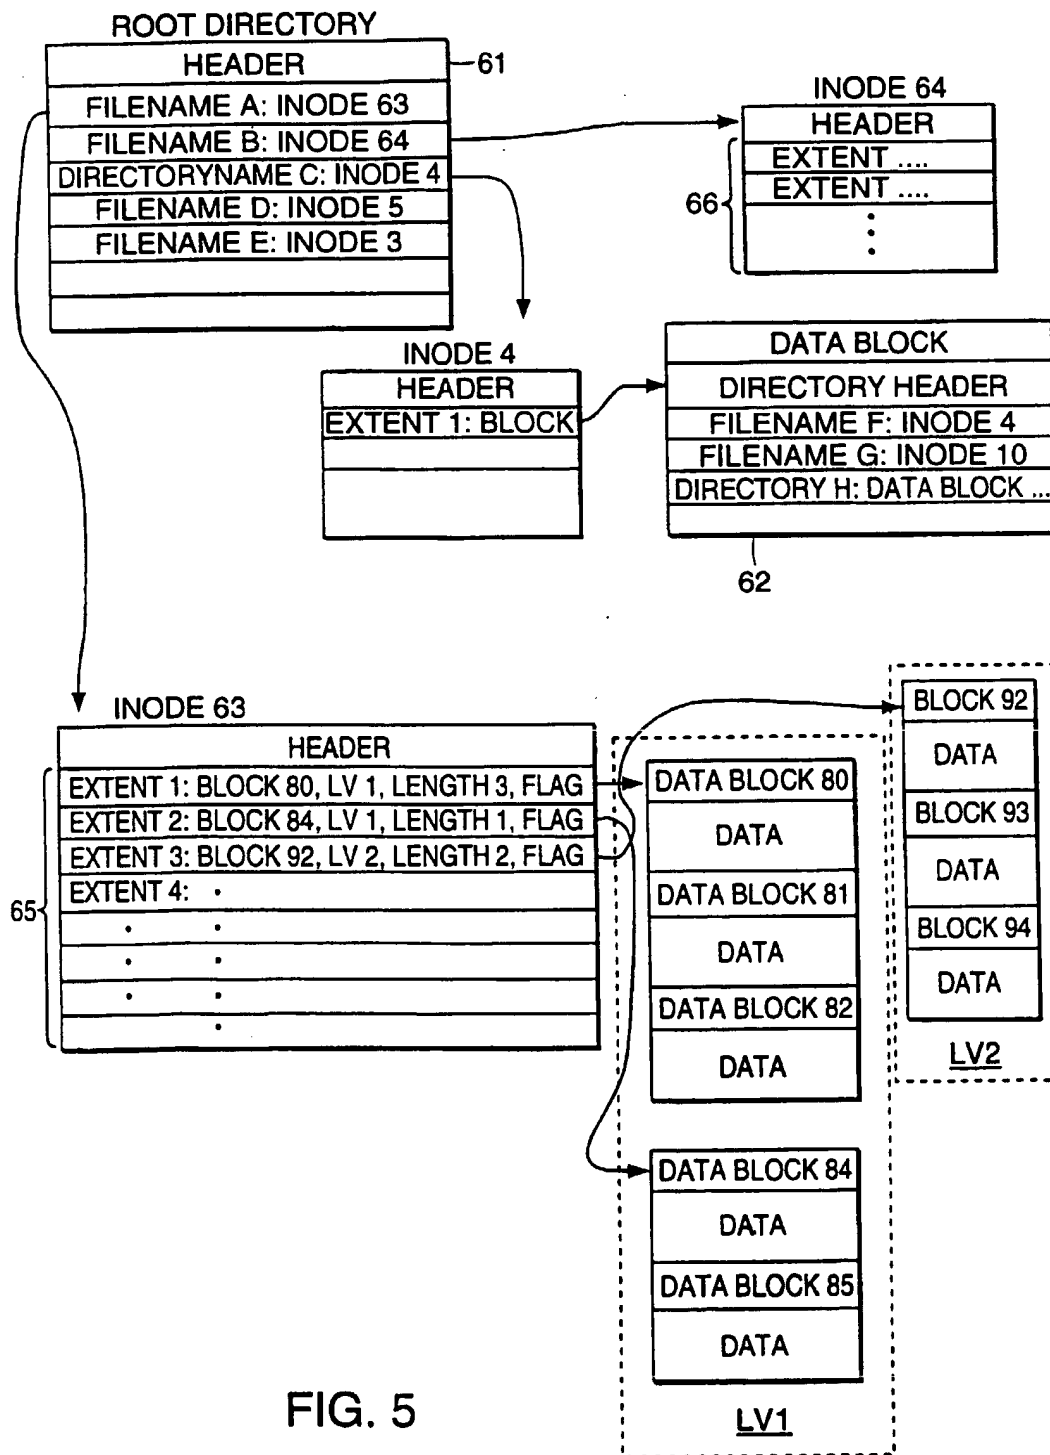 ROOT DIRECTORY
HEADER
61
FILENAME A: INODE 63
FILENAME B: INODE 64
DIRECTORYNAME C: INODE 4
FILENAME D: INODE 5
FILENAME E: INODE 3
INODE 64
HEADER
EXTENT ....
EXTENT ....
66
INODE 4
HEADER
EXTENT 1: BLOCK
DATA BLOCK
DIRECTORY HEADER
FILENAME F: INODE 4
FILENAME G: INODE 10
DIRECTORY H: DATA BLOCK ...
62
INODE 63
HEADER
EXTENT 1: BLOCK 80, LV 1, LENGTH 3, FLAG
EXTENT 2: BLOCK 84, LV 1, LENGTH 1, FLAG
EXTENT 3: BLOCK 92, LV 2, LENGTH 2, FLAG
EXTENT 4:
65
DATA BLOCK 80
DATA
DATA BLOCK 81
DATA
DATA BLOCK 82
DATA
DATA BLOCK 84
DATA
DATA BLOCK 85
DATA
LV1
BLOCK 92
DATA
BLOCK 93
DATA
BLOCK 94
DATA
LV2
FIG. 5